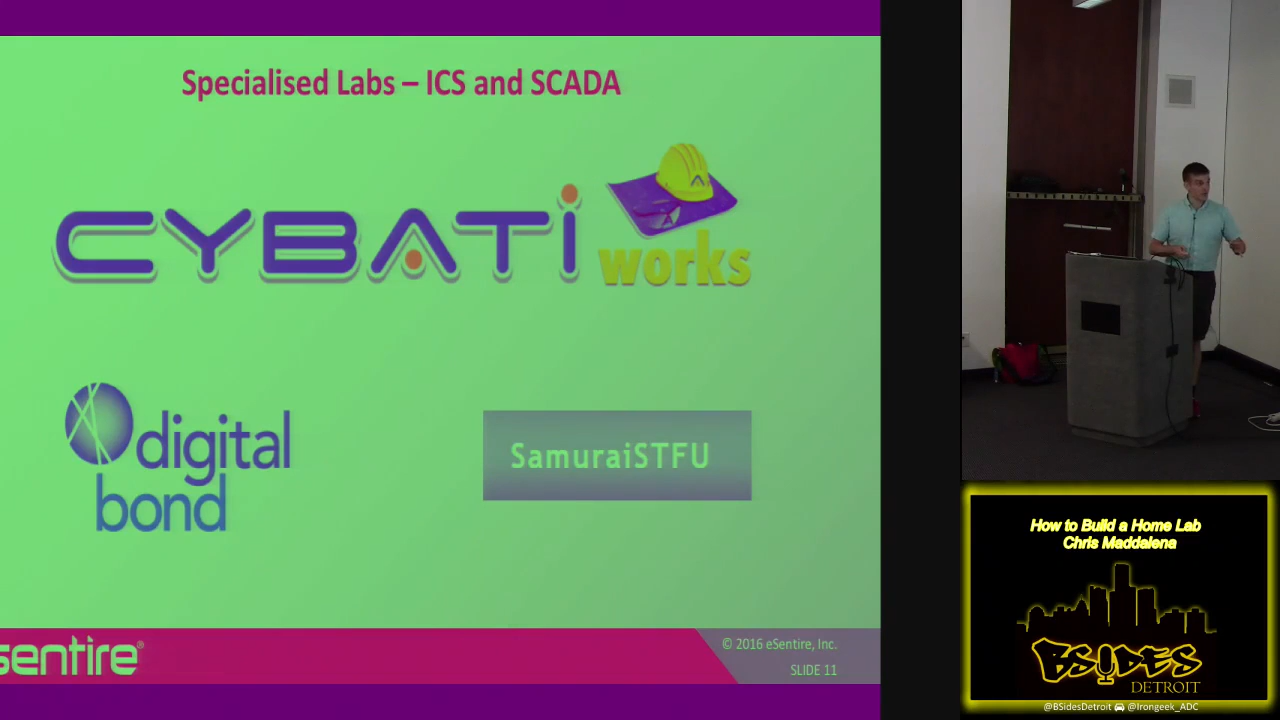 Specialised Labs – ICS and SCADA
CYBATi
works
digital
bond
SamuraiSTFU
sentire®
© 2016 eSentire, Inc.
SLIDE 11
How to Build a Home Lab
Chris Maddalena
BSIDES
DETROIT
@BSidesDetroit @Irongeek_ADC